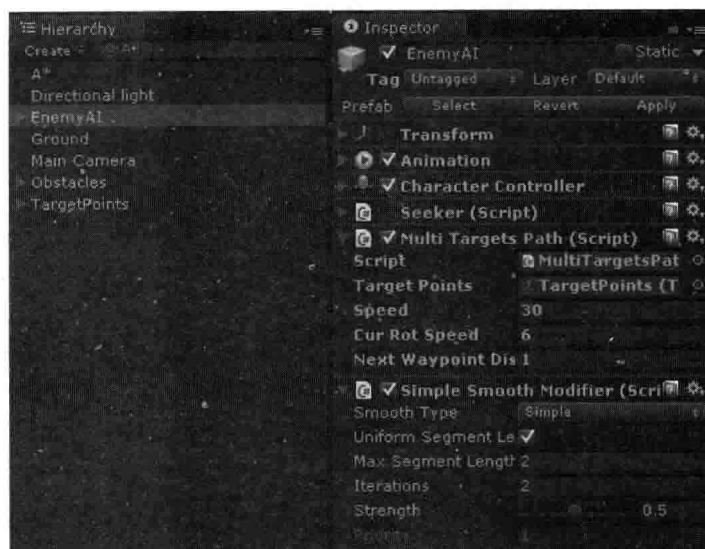 Hierarchy
Create
A*
Directional light
EnemyAI
Ground
Main Camera
Obstacles
TargetPoints
Inspector
EnemyAI
Static
Tag Untagged Layer Default
Prefab Select Revert Apply
Transform
Animation
Character Controller
Seeker (Script)
Multi Targets Path (Script)
Script MultiTargetsPat
Target Points TargetPoints (T
Speed 30
Cur Rot Speed 6
Next Waypoint Dis 1
Simple Smooth Modifier (Scri
Smooth Type Simple
Uniform Segment Le
Max Segment Length 2
Iterations 2
Strength 0.5
Priority 1